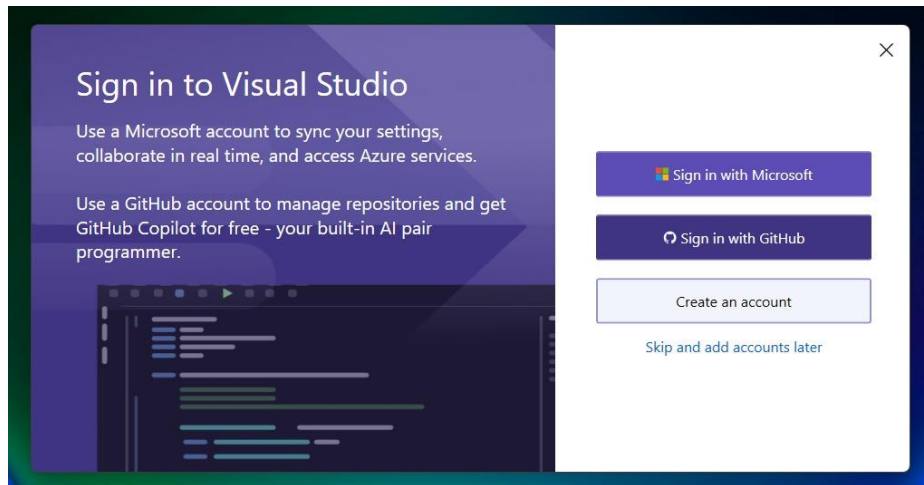 Sign in to Visual Studio
Use a Microsoft account to sync your settings,
collaborate in real time, and access Azure services.
Use a GitHub account to manage repositories and get
GitHub Copilot for free - your built-in AI pair
programmer.
Sign in with Microsoft
Sign in with GitHub
Create an account
Skip and add accounts later